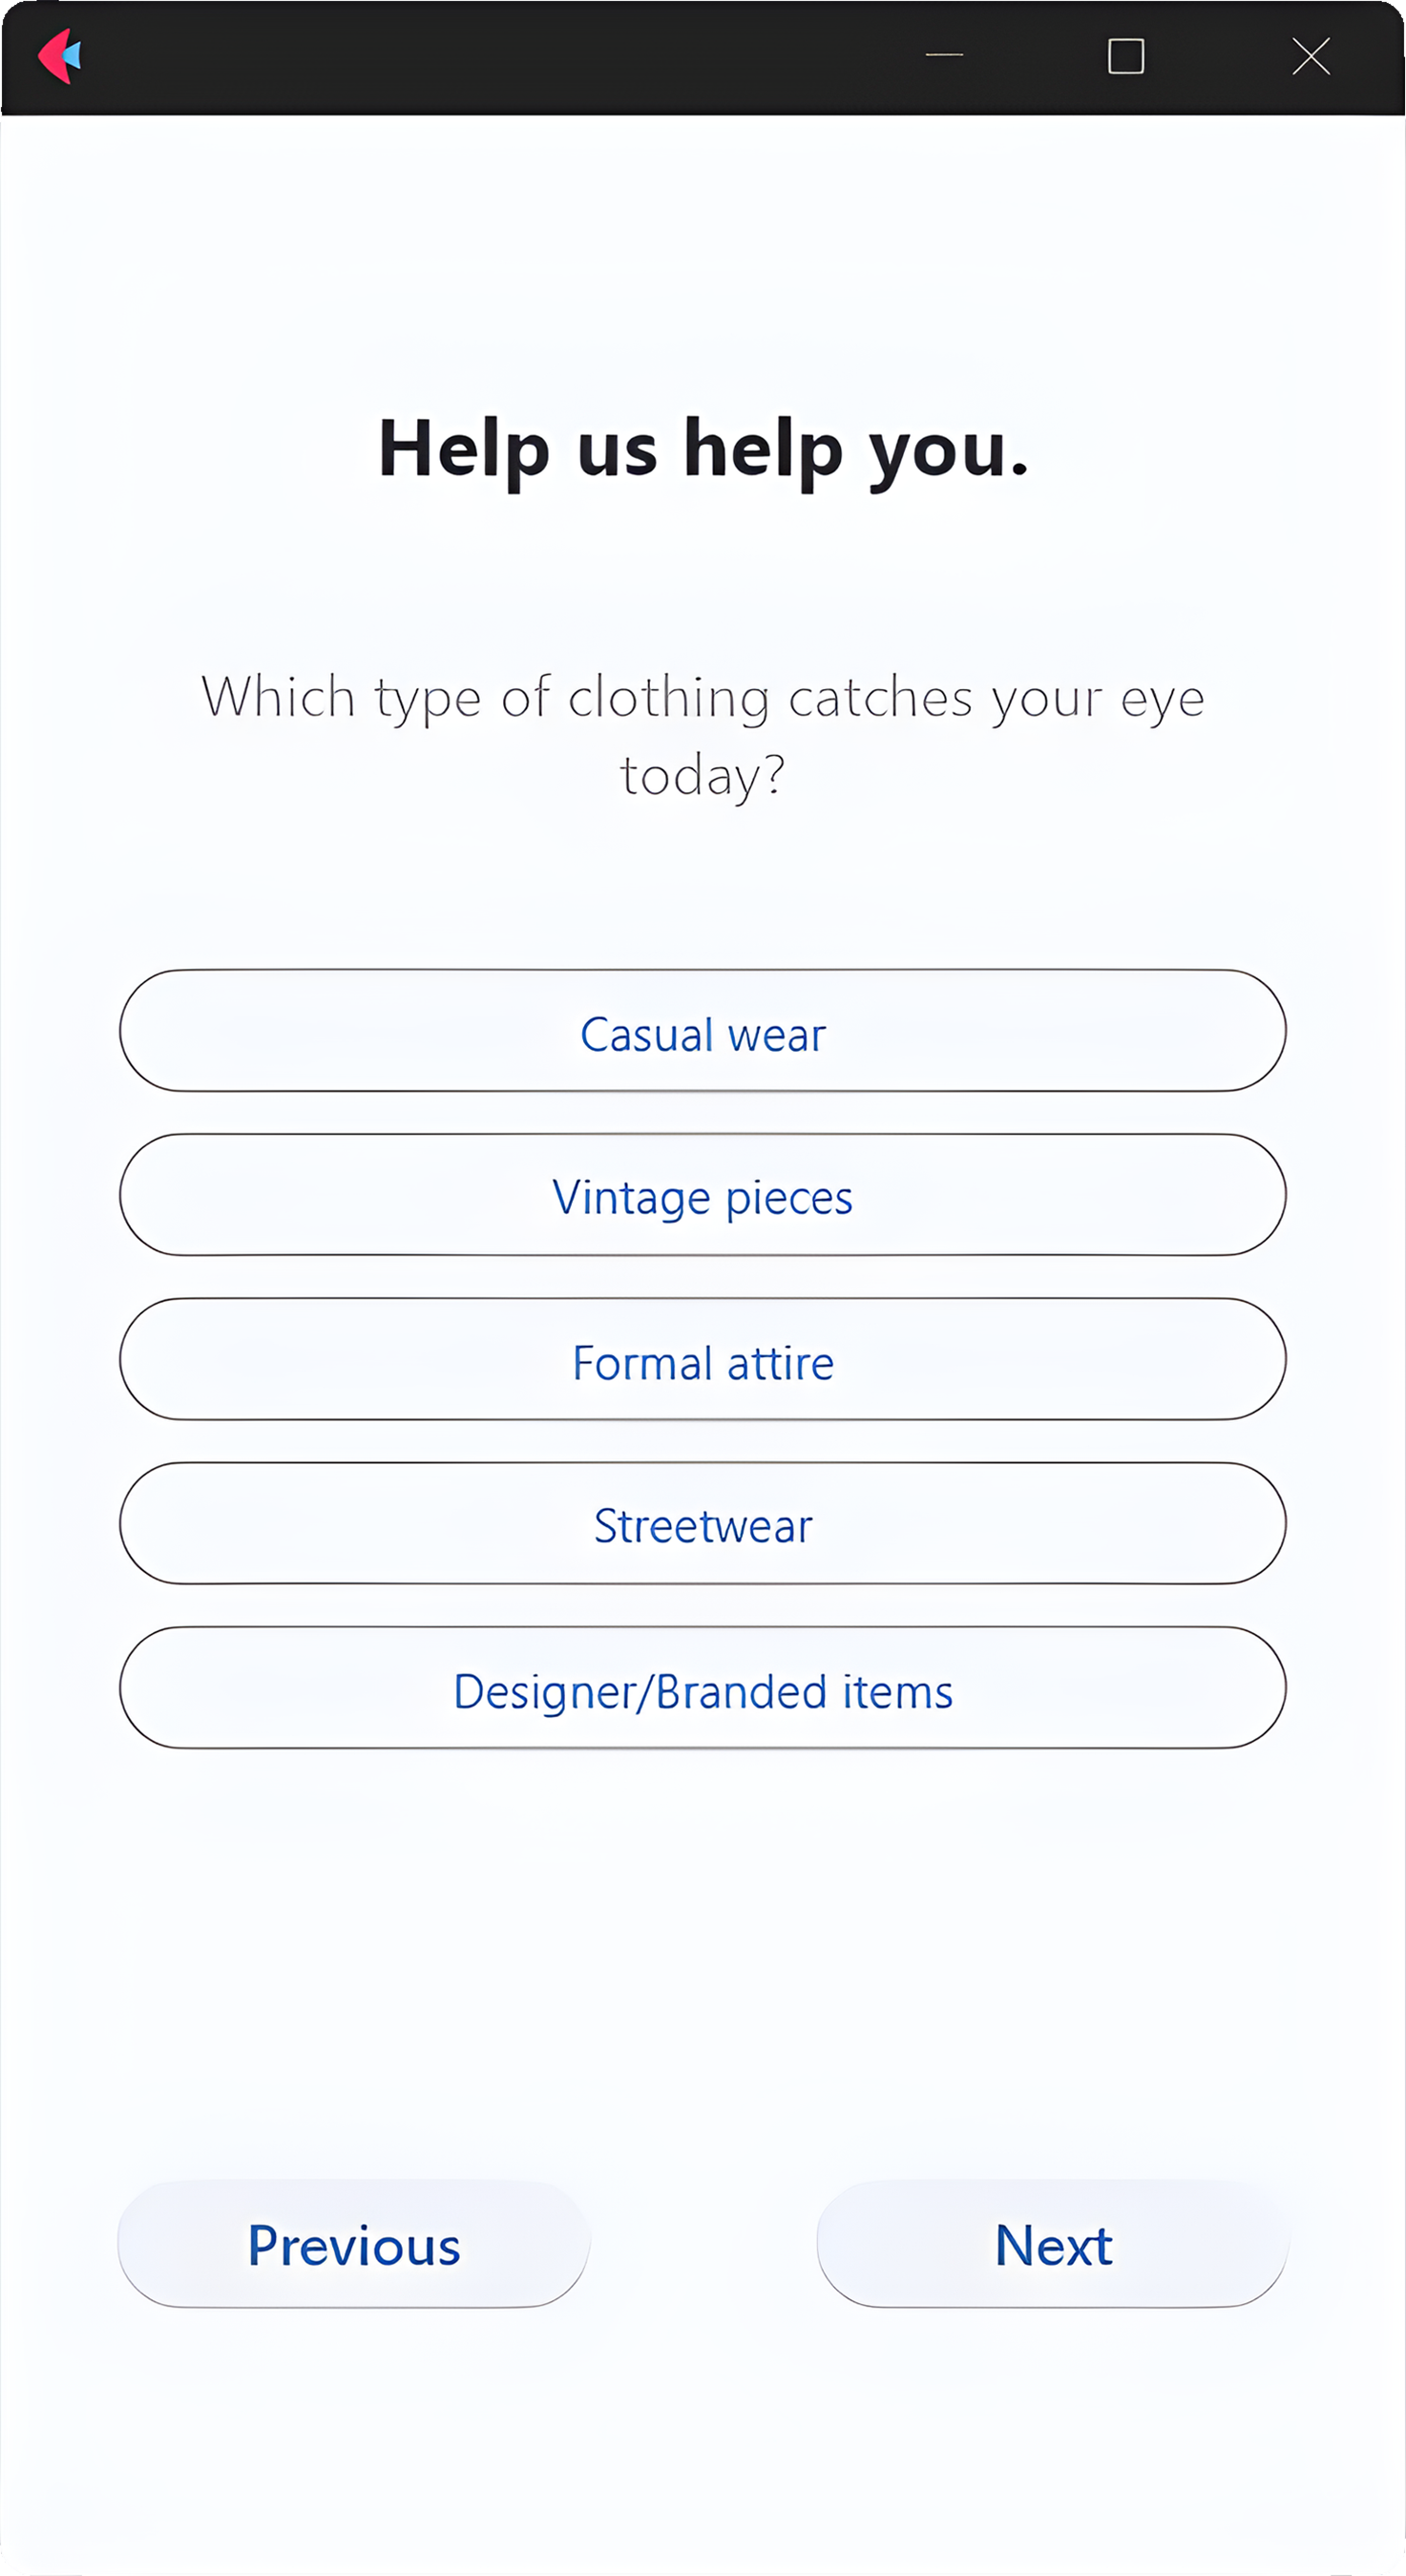 Help us help you.
Which type of clothing catches your eye
today?
Casual wear
Vintage pieces
Formal attire
Streetwear
Designer/Branded items
Previous
Next